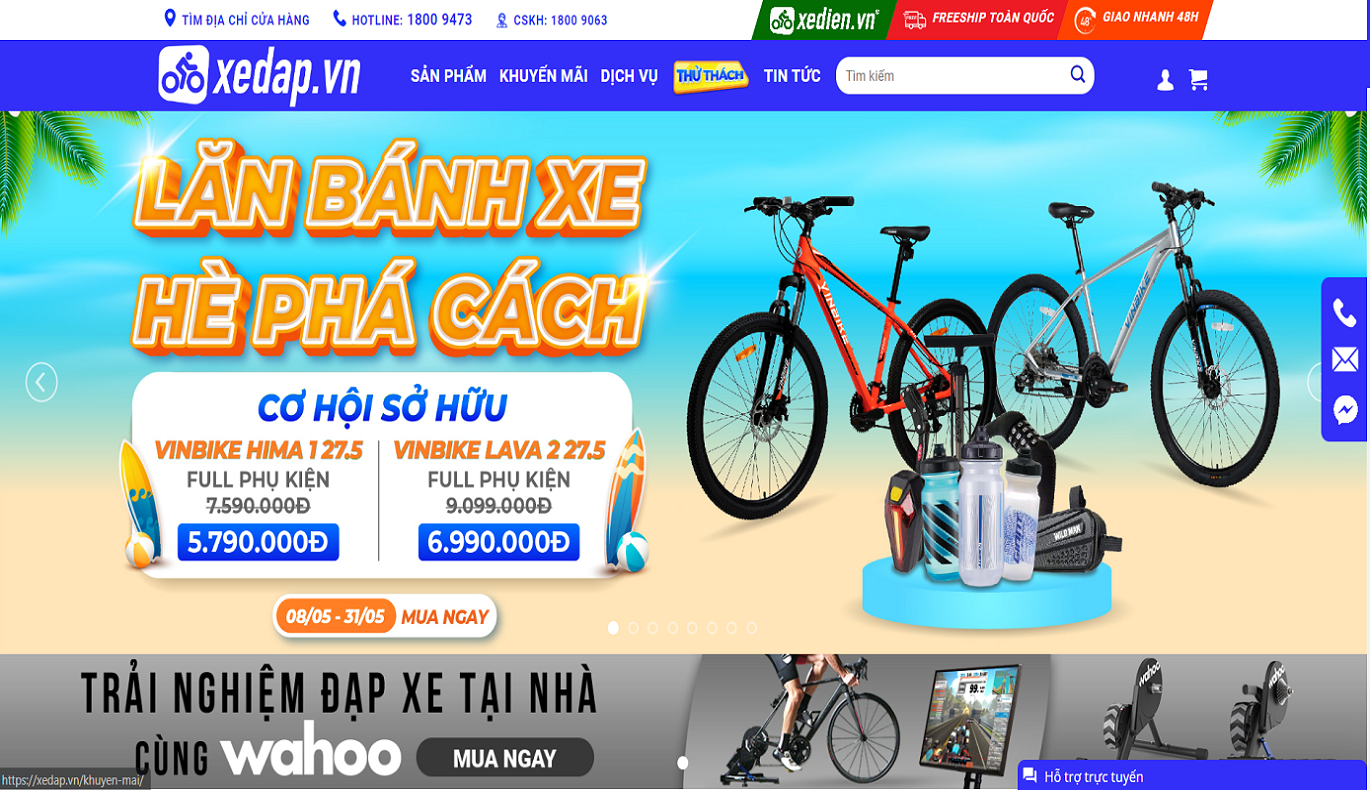 TÌM ĐỊA CHỈ CỬA HÀNG
HOTLINE: 1800 9473
CSKH: 1800 9063
xedien.vn
FREE
FREESHIP TOÀN QUỐC
48
GIAO NHANH 48H
xedap.vn
SẢN PHẨM
KHUYẾN MÃI
DỊCH VỤ
THỬ THÁCH
TIN TỨC
Tìm kiếm
LĂN BÁNH XE
HÈ PHÁ CÁCH
CƠ HỘI SỞ HỮU
VINBIKE HIMA 1 27.5
FULL PHỤ KIỆN
7.590.000Đ
5.790.000Đ
VINBIKE LAVA 2 27.5
FULL PHỤ KIỆN
9.099.000Đ
6.990.000Đ
08/05 - 31/05
MUA NGAY
VINBIKE
VINBIKE
GIANT
WILD MAN
TRẢI NGHIỆM ĐẠP XE TẠI NHÀ
CÙNG wahoo
MUA NGAY
99
wahoo
wahoo
https://xedap.vn/khuyen-mai/
Hỗ trợ trực tuyến